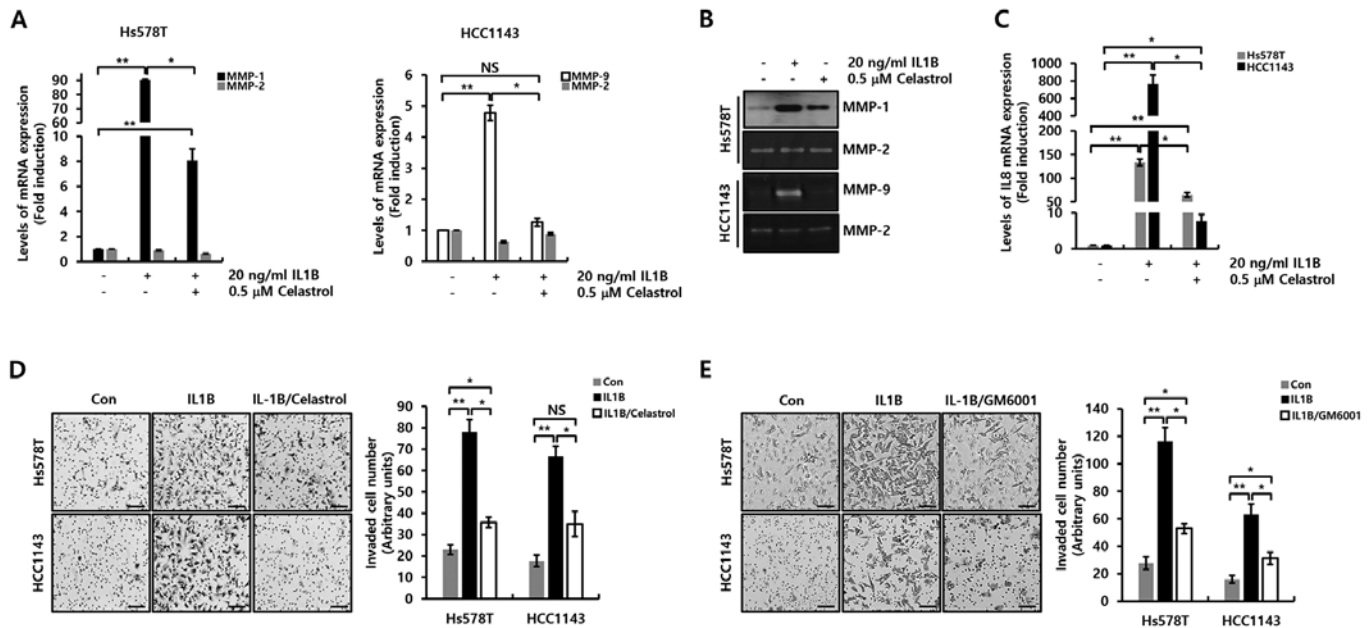 A
Hs578T
Levels of mRNA expression
(Fold induction)
90
80
70
60
10
8
6
4
2
0
** *
**
MMP-1
MMP-2
- + + 20 ng/ml IL1B
- - + 0.5 μM Celastrol
HCC1143
Levels of mRNA expression
(Fold induction)
6
5
4
3
2
1
0
NS
** *
MMP-9
MMP-2
- + + 20 ng/ml IL1B
- - + 0.5 μM Celastrol
B
- + + 20 ng/ml IL1B
- - + 0.5 μM Celastrol
Hs578T
MMP-1
MMP-2
HCC1143
MMP-9
MMP-2
C
Levels of IL8 mRNA expression
(Fold induction)
1000
800
600
400
200
150
100
50
10
0
*
** *
**
** *
Hs578T
HCC1143
- + + 20 ng/ml IL1B
- - + 0.5 μM Celastrol
D
Con IL1B IL-1B/Celastrol
Hs578T
HCC1143
Invaded cell number
(Arbitrary units)
90
80
70
60
50
40
30
20
10
0
*
** *
NS
** *
Con
IL1B
IL1B/Celastrol
Hs578T HCC1143
E
Con IL1B IL-1B/GM6001
Hs578T
HCC1143
Invaded cell number
(Arbitrary units)
140
120
100
80
60
40
20
0
*
** *
*
** *
Con
IL1B
IL1B/GM6001
Hs578T HCC1143